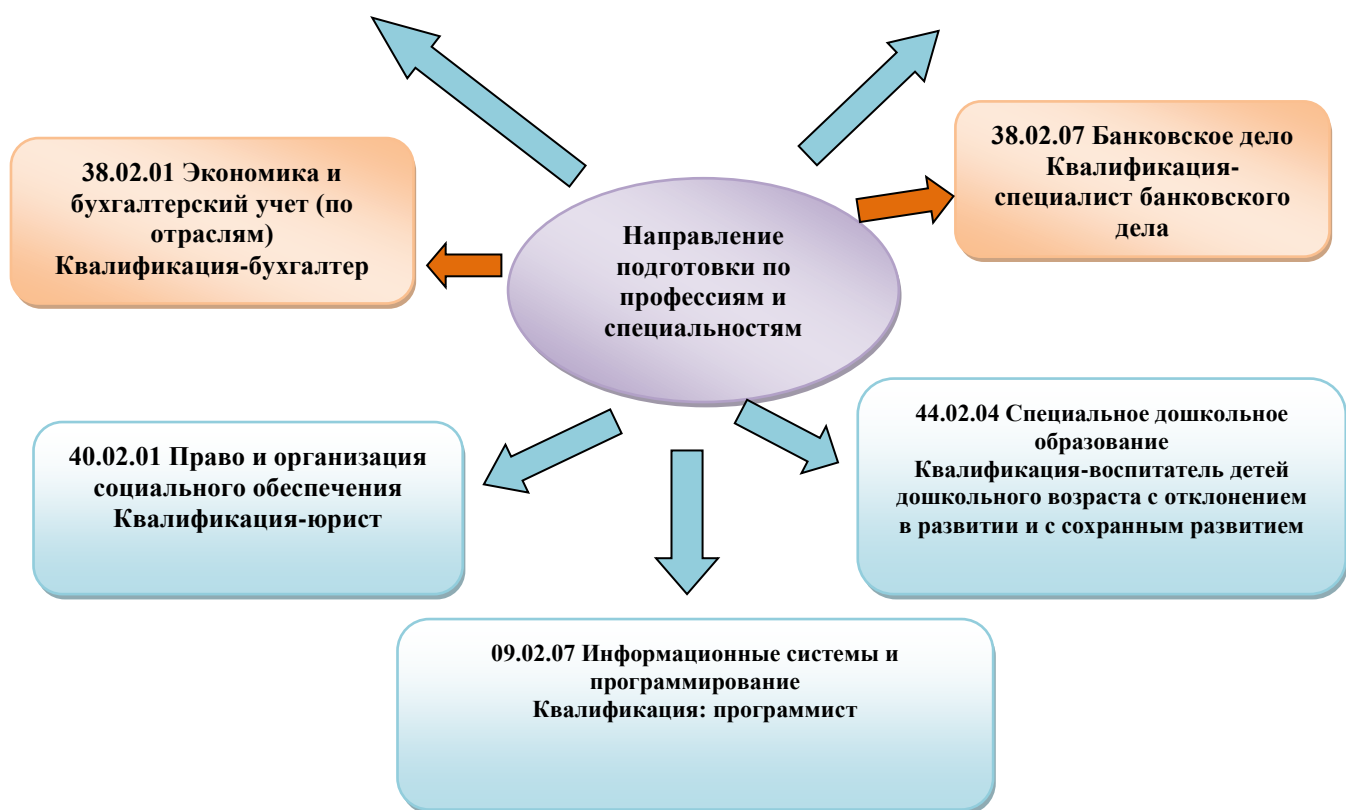 38.02.07 Банковское дело
Квалификация-
специалист банковского
дела
38.02.01 Экономика и
бухгалтерский учет (по
отраслям)
Квалификация-бухгалтер
Направление
подготовки по
профессиям и
специальностям
44.02.04 Специальное дошкольное
образование
Квалификация-воспитатель детей
дошкольного возраста с отклонением
в развитии и с сохранным развитием
40.02.01 Право и организация
социального обеспечения
Квалификация-юрист
09.02.07 Информационные системы и
программирование
Квалификация: программист